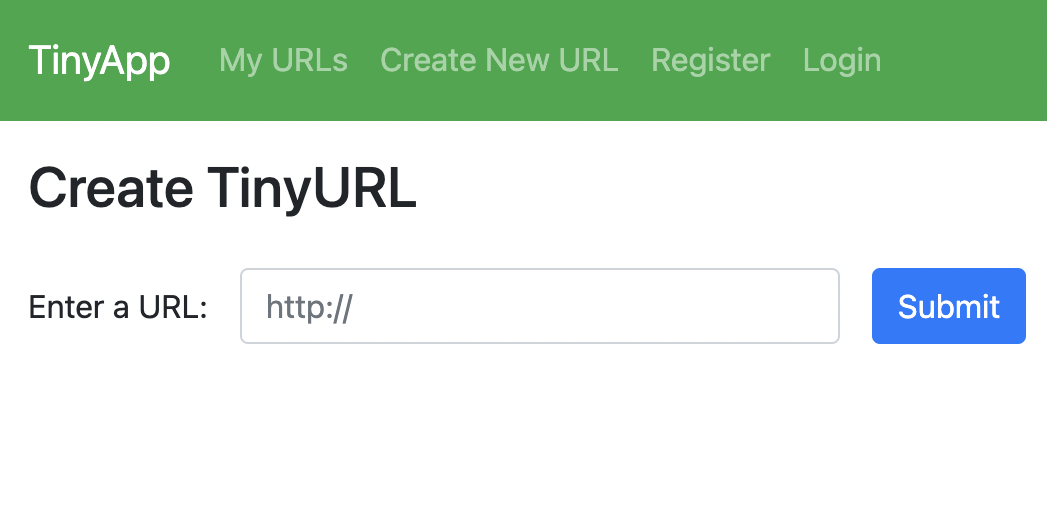 TinyApp My URLs Create New URL Register Login
Create TinyURL
Enter a URL: http:// Submit